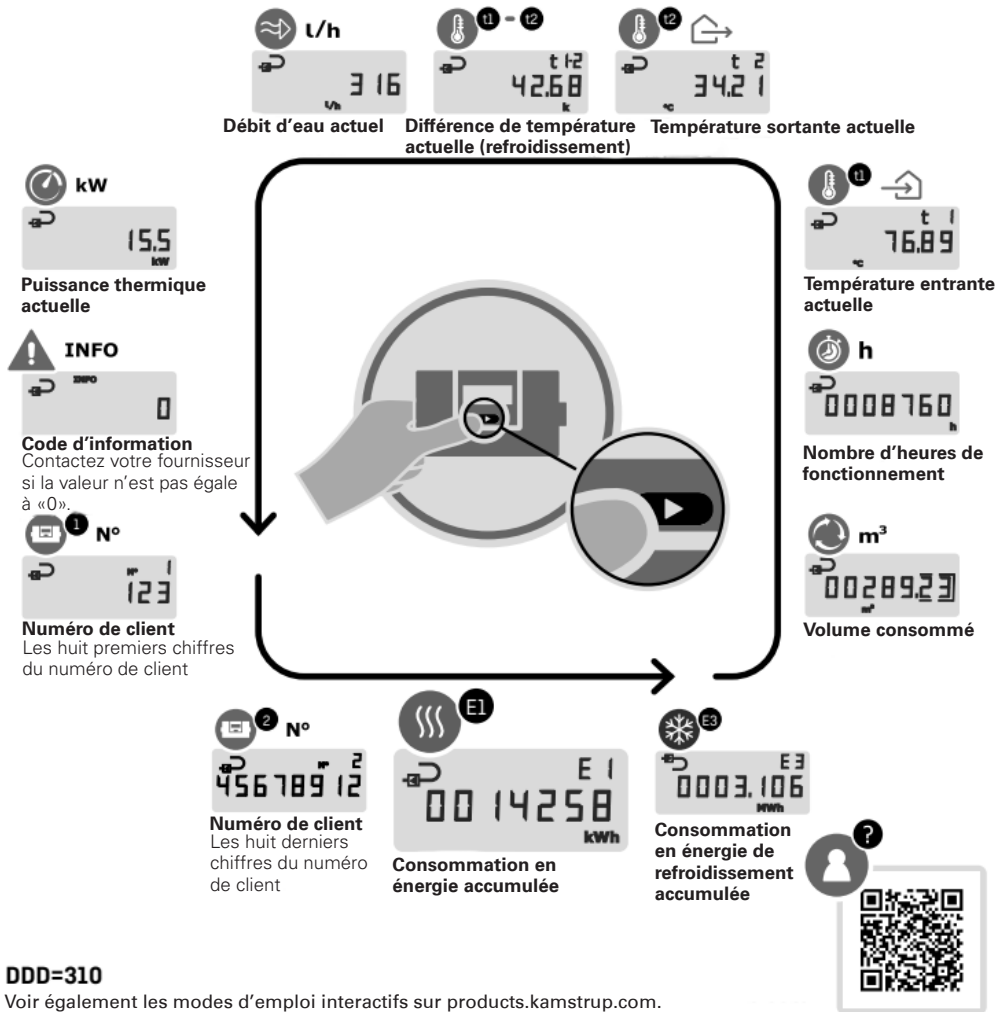 l/h
316
l/h
Débit d'eau actuel
t1 - t2
t 1-2
42.68
k
Différence de température
actuelle (refroidissement)
t2
t 2
34.21
°C
Température sortante actuelle
kW
15.5
kW
Puissance thermique
actuelle
t1
t 1
76.89
°C
Température entrante
actuelle
INFO
INFO
0
Code d'information
Contactez votre fournisseur
si la valeur n'est pas égale
à «0».
h
0008760
h
Nombre d'heures de
fonctionnement
1 N°
N° 1
123
Numéro de client
Les huit premiers chiffres
du numéro de client
m³
00289.23
m³
Volume consommé
2 N°
N° 2
45678912
Numéro de client
Les huit derniers
chiffres du numéro
de client
E1
E 1
0014258
kWh
Consommation en
énergie accumulée
E3
E 3
0003.106
MWh
Consommation
en énergie de
refroidissement
accumulée
?
DDD=310
Voir également les modes d'emploi interactifs sur products.kamstrup.com.